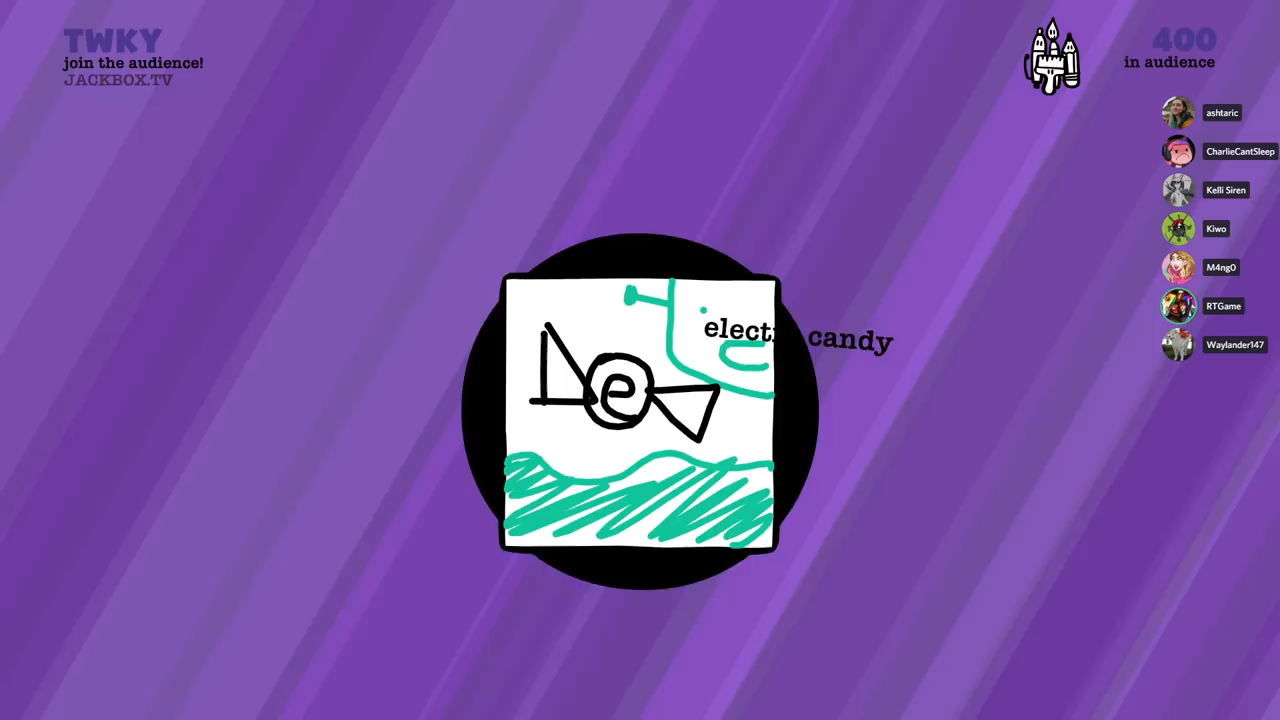 TWKY
join the audience!
JACKBOX.TV
400
in audience
ashtaric
CharlieCantSleep
Kelli Siren
Kiwo
M4ng0
RTGame
Waylander147
candy
e